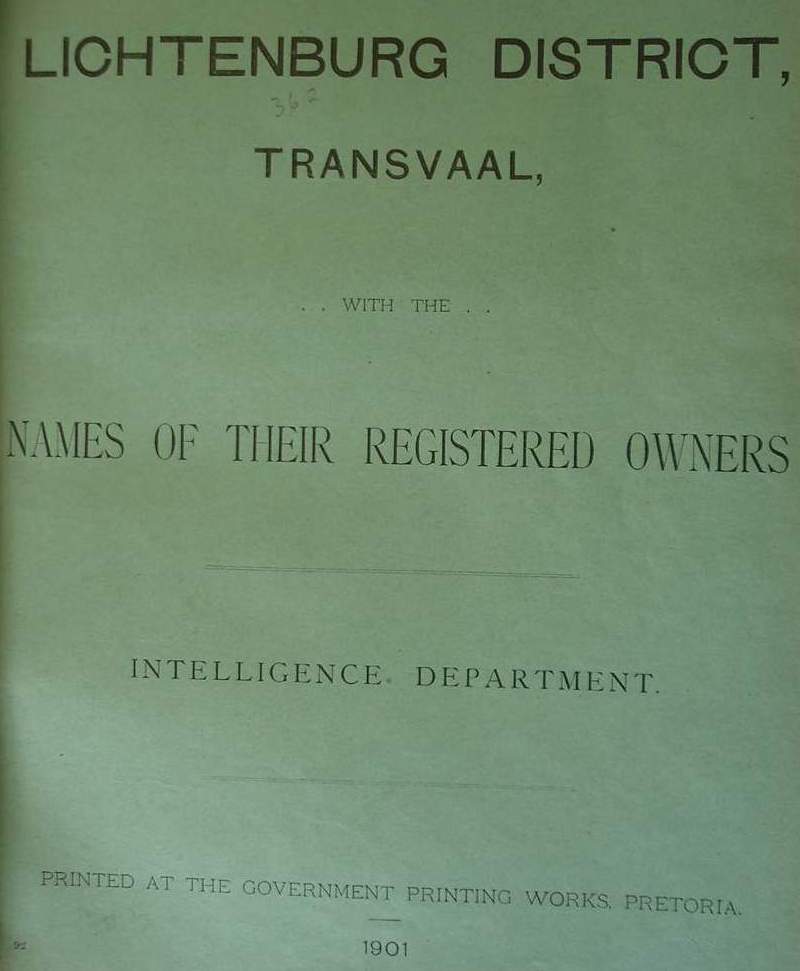 LICHTENBURG DISTRICT,
362
TRANSVAAL,
. . WITH THE . .
NAMES OF THEIR REGISTERED OWNERS
INTELLIGENCE DEPARTMENT.
PRINTED AT THE GOVERNMENT PRINTING WORKS, PRETORIA.
1901